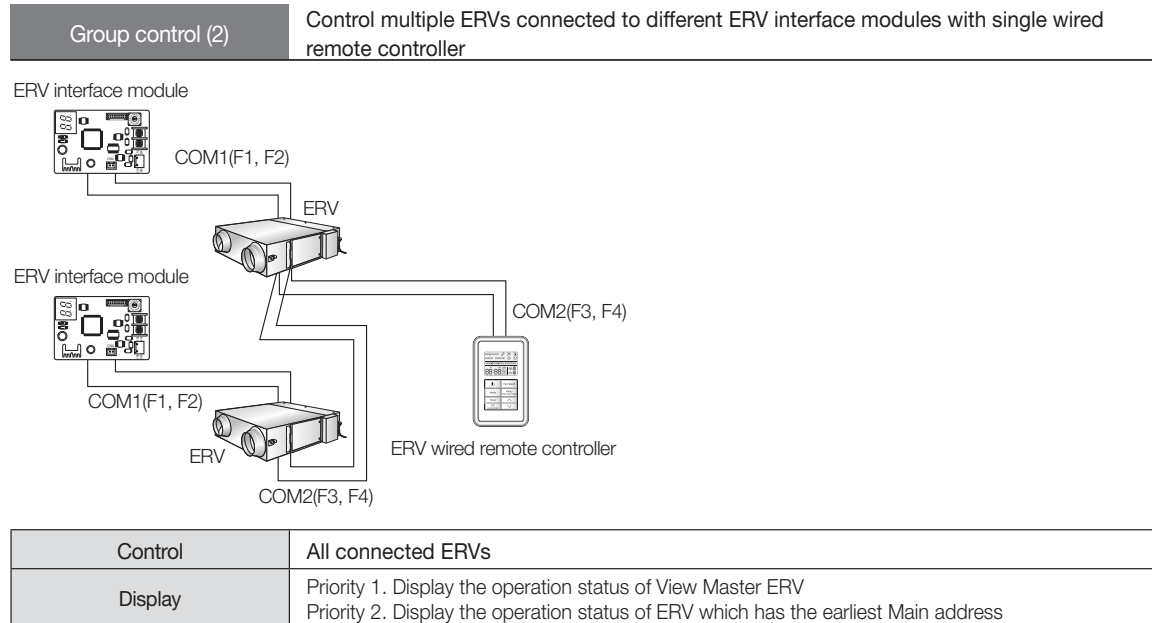 Group control (2)
Control multiple ERVs connected to different ERV interface modules with single wired
remote controller
ERV interface module
COM1(F1, F2)
ERV
ERV interface module
COM2(F3, F4)
COM1(F1, F2)
ERV
ERV wired remote controller
COM2(F3, F4)
Control
All connected ERVs
Display
Priority 1. Display the operation status of View Master ERV
Priority 2. Display the operation status of ERV which has the earliest Main address